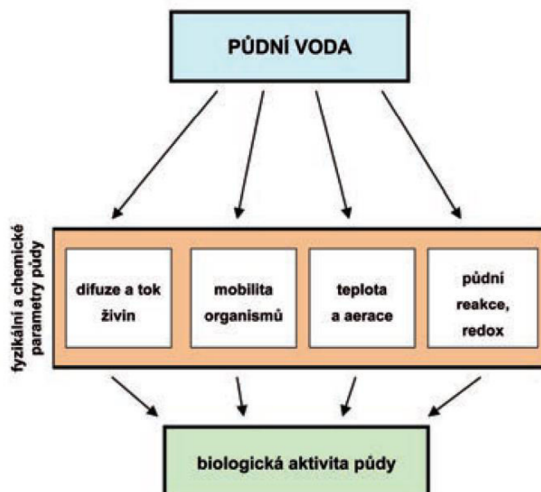 PŮDNÍ VODA
fyzikální a chemické
parametry půdy
difuze a tok
živin
mobilita
organismů
teplota
a aerace
půdní
reakce,
redox
biologická aktivita půdy